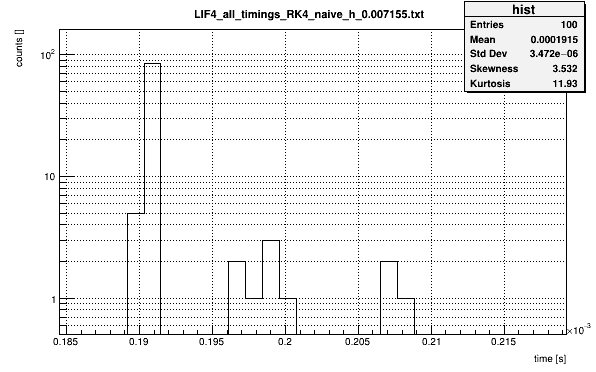 LIF4_all_timings_RK4_naive_h_0.007155.txt
hist
Entries 100
Mean 0.0001915
Std Dev 3.472e−06
Skewness 3.532
Kurtosis 11.93
counts []
10²
10
1
0.185 0.19 0.195 0.2 0.205 0.21 0.215
×10⁻³
time [s]